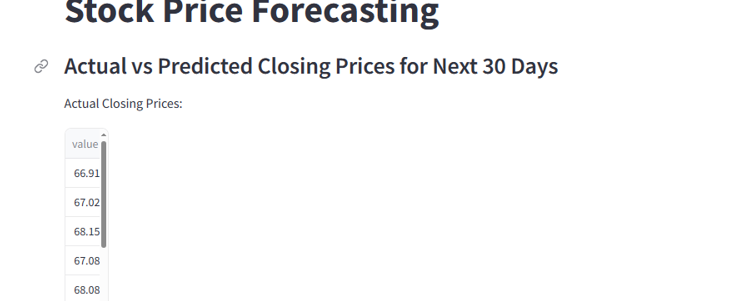 Stock Price Forecasting
Actual vs Predicted Closing Prices for Next 30 Days
Actual Closing Prices:
value
66.91
67.02
68.15
67.08
68.08